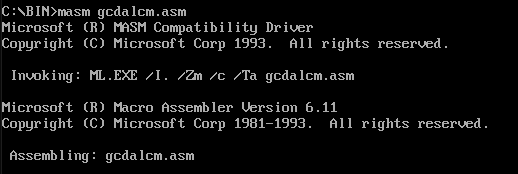 C:\BIN>masm gcdalcm.asm
Microsoft (R) MASM Compatibility Driver
Copyright (C) Microsoft Corp 1993.  All rights reserved.
 Invoking: ML.EXE /I. /Zm /c /Ta gcdalcm.asm
Microsoft (R) Macro Assembler Version 6.11
Copyright (C) Microsoft Corp 1981-1993.  All rights reserved.
 Assembling: gcdalcm.asm